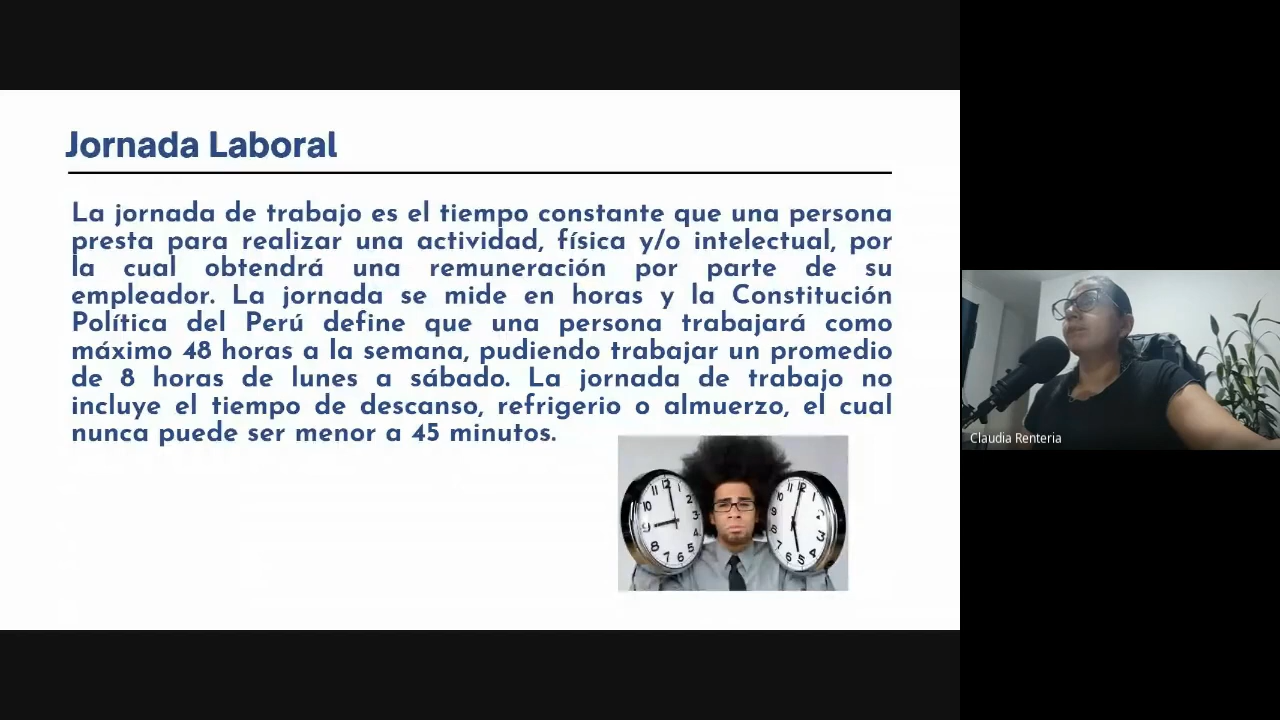 Jornada Laboral
La jornada de trabajo es el tiempo constante que una persona
presta para realizar una actividad, física y/o intelectual, por
la cual obtendrá una remuneración por parte de su
empleador. La jornada se mide en horas y la Constitución
Política del Perú define que una persona trabajará como
máximo 48 horas a la semana, pudiendo trabajar un promedio
de 8 horas de lunes a sábado. La jornada de trabajo no
incluye el tiempo de descanso, refrigerio o almuerzo, el cual
nunca puede ser menor a 45 minutos.
Claudia Renteria